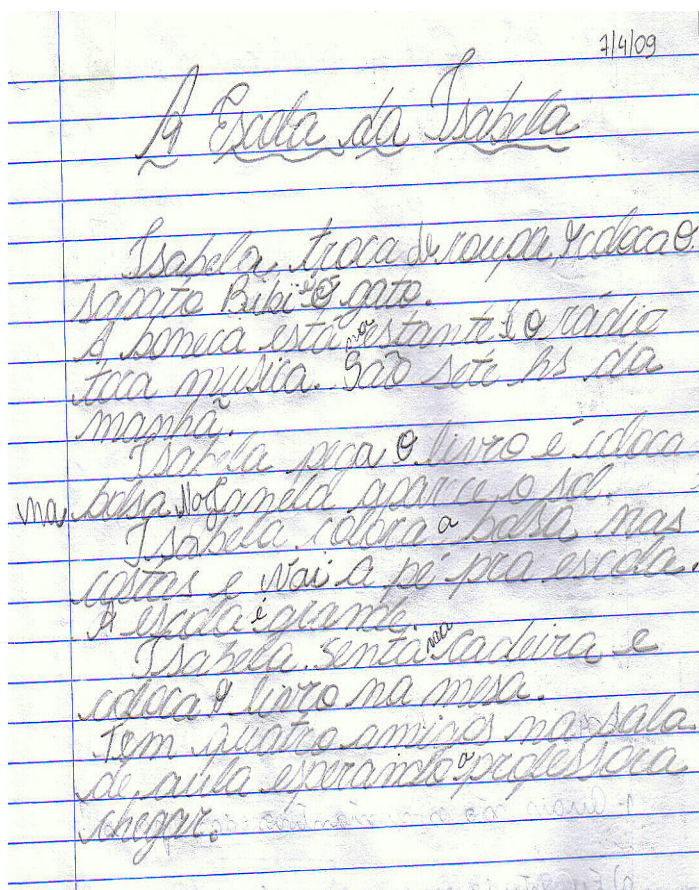 7/4/09
A Escola da Isabela
Isabela troca de roupa, e coloca o
sapato Bibi é o gato.
A boneca está na estante é o rádio
toca musica. São sete hs da
manhã.
Isabela pega o livro é coloca
na bolsa. Na Janela aparece o sol.
Isabela coloca a bolsa nas
costas e vai a pé pra escola.
A escola é grande.
Isabela. Senta na cadeira e
coloca o livro na mesa.
Tem quatro amigos na sala
de aula esperando a professora
chegar.